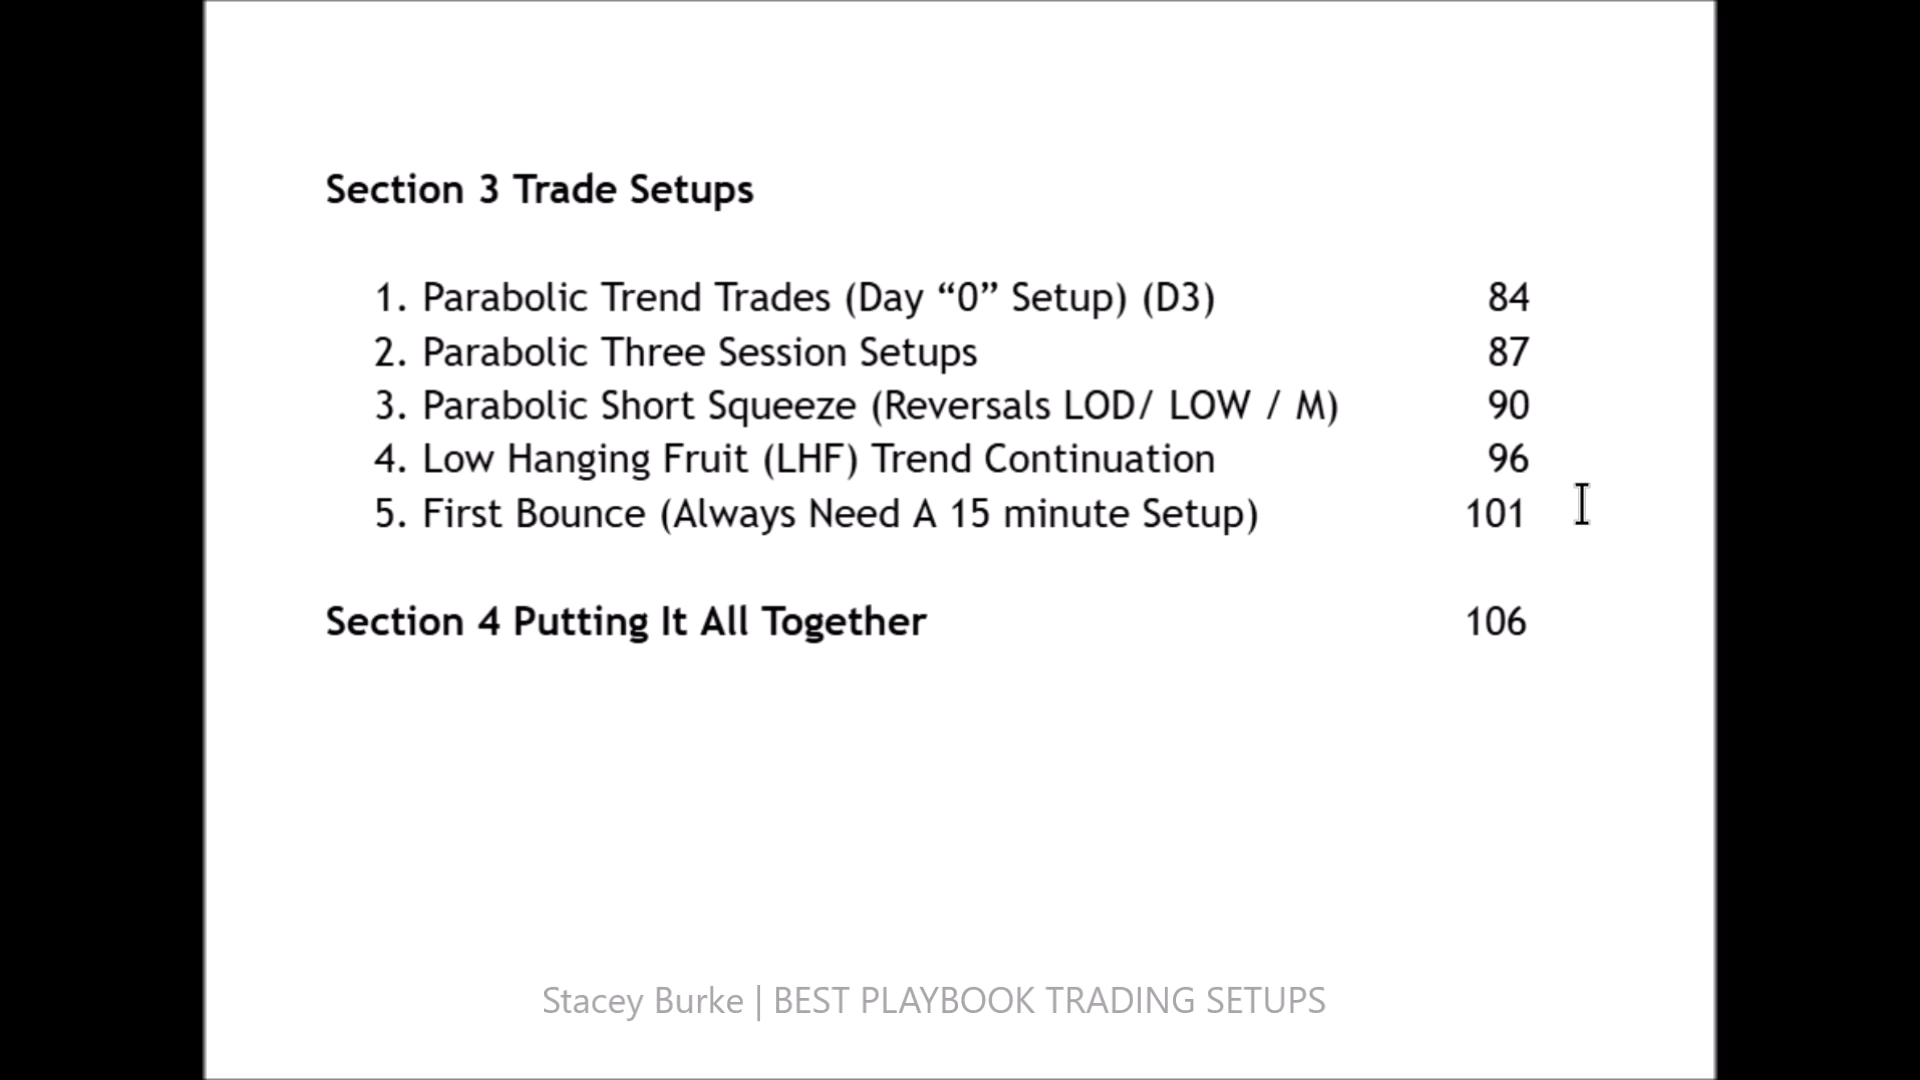 Section 3 Trade Setups
1. Parabolic Trend Trades (Day “0” Setup) (D3) 84
2. Parabolic Three Session Setups 87
3. Parabolic Short Squeeze (Reversals LOD/ LOW / M) 90
4. Low Hanging Fruit (LHF) Trend Continuation 96
5. First Bounce (Always Need A 15 minute Setup) 101
Section 4 Putting It All Together 106
Stacey Burke | BEST PLAYBOOK TRADING SETUPS